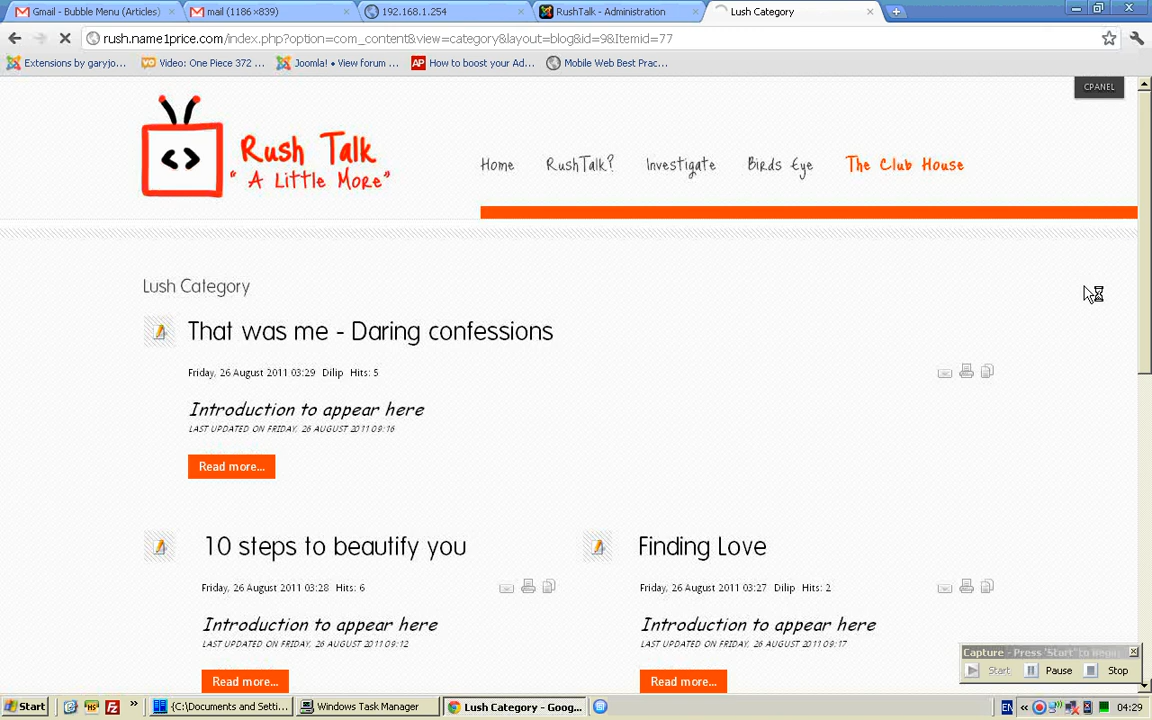 Gmail - Bubble Menu (Articles)
mail (1186×839)
192.168.1.254
RushTalk - Administration
Lush Category
rush.name1price.com/index.php?option=com_content&view=category&layout=blog&id=9&Itemid=77
Extensions by garyjo...
Video: One Piece 372 ...
Joomla! • View forum ...
AP How to boost your Ad...
Mobile Web Best Prac...
CPANEL
Rush Talk
" A Little More"
Home
RushTalk?
Investigate
Birds Eye
The Club House
Lush Category
That was me - Daring confessions
Friday, 26 August 2011 03:29 Dilip Hits: 5
Introduction to appear here
LAST UPDATED ON FRIDAY, 26 AUGUST 2011 09:16
Read more...
10 steps to beautify you
Friday, 26 August 2011 03:28 Hits: 6
Introduction to appear here
LAST UPDATED ON FRIDAY, 26 AUGUST 2011 09:12
Read more...
Finding Love
Friday, 26 August 2011 03:27 Dilip Hits: 2
Introduction to appear here
LAST UPDATED ON FRIDAY, 26 AUGUST 2011 09:17
Read more...
Capture - Press 'Start' to
Start
Pause
Stop
Start
{C:\Documents and Setti...
Windows Task Manager
Lush Category - Goog...
EN
04:29